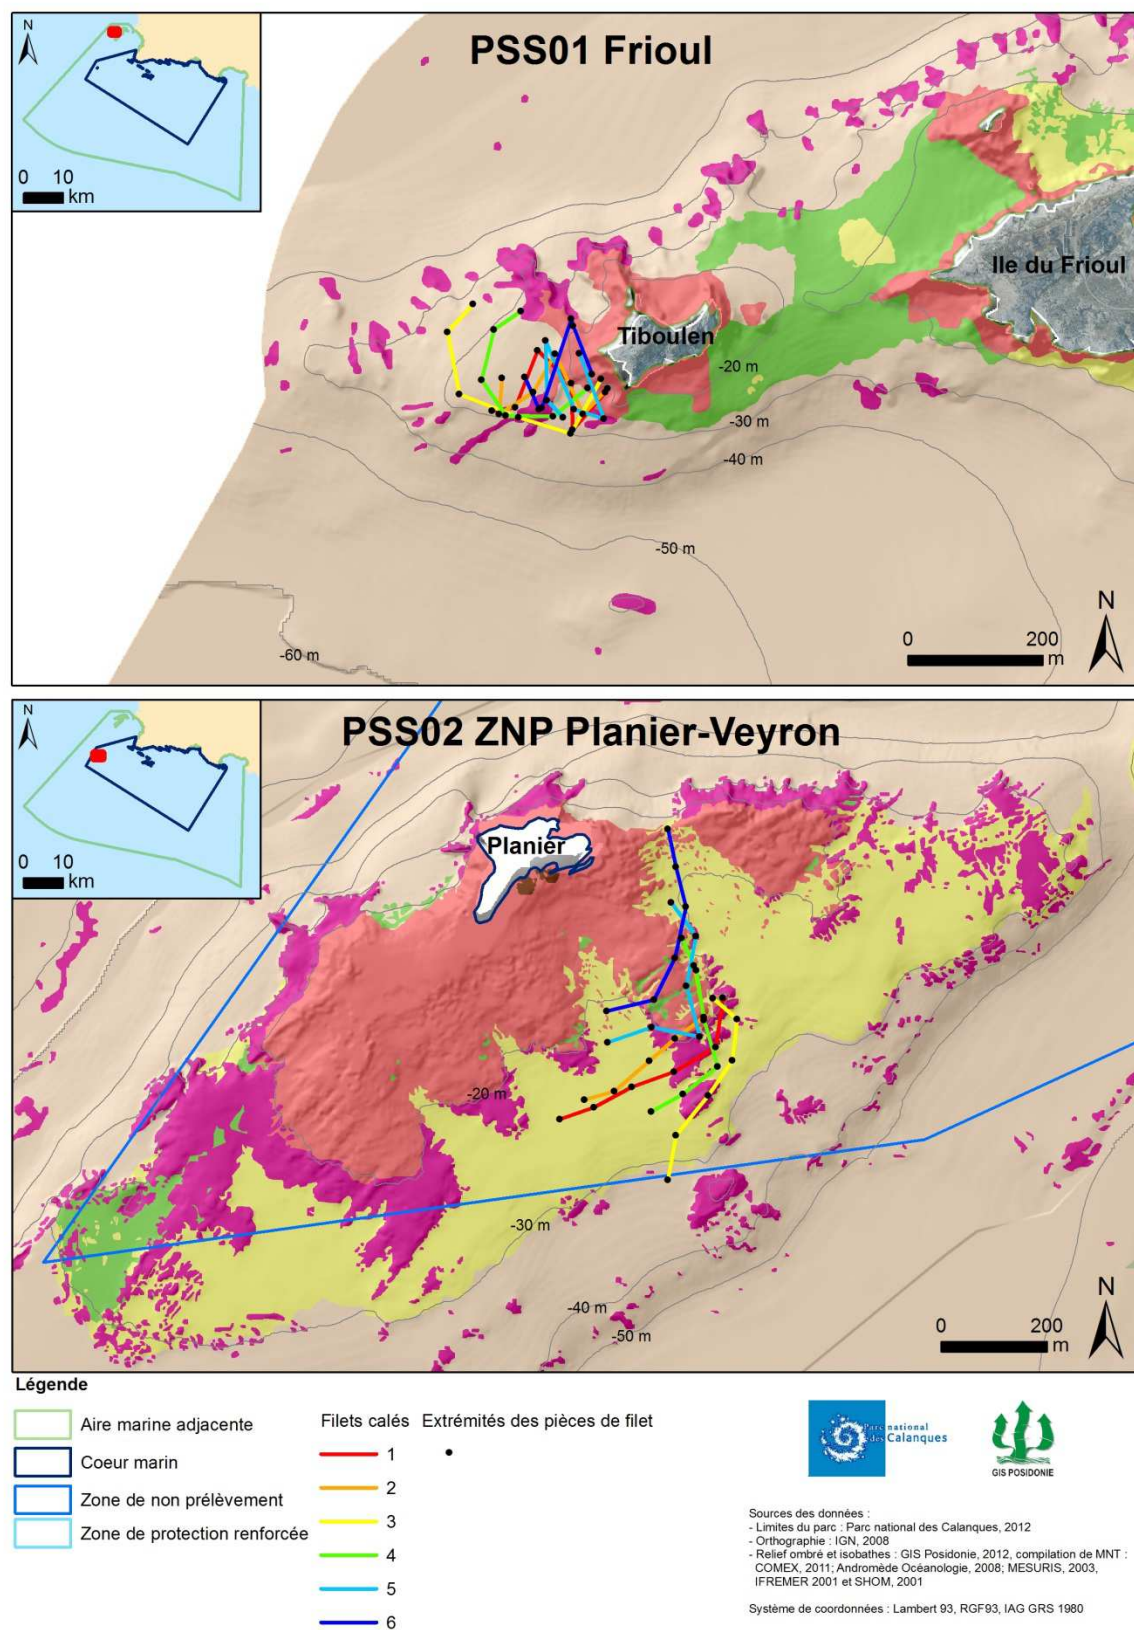 PSS01 Frioul
N
0 10
km
Ile du Frioul
Tiboulen
-20 m
-30 m
-40 m
-50 m
-60 m
0 200
m
N
PSS02 ZNP Planier-Veyron
N
0 10
km
Planier
-20 m
-30 m
-40 m
-50 m
0 200
m
N
Légende
Aire marine adjacente
Coeur marin
Zone de non prélèvement
Zone de protection renforcée
Filets calés
1
2
3
4
5
6
Extrémités des pièces de filet
Parc national
des Calanques
GIS POSIDONIE
Sources des données :
- Limites du parc : Parc national des Calanques, 2012
- Orthographie : IGN, 2008
- Relief ombré et isobathes : GIS Posidonie, 2012, compilation de MNT :
COMEX, 2011; Andromède Océanologie, 2008; MESURIS, 2003,
IFREMER 2001 et SHOM, 2001
Système de coordonnées : Lambert 93, RGF93, IAG GRS 1980